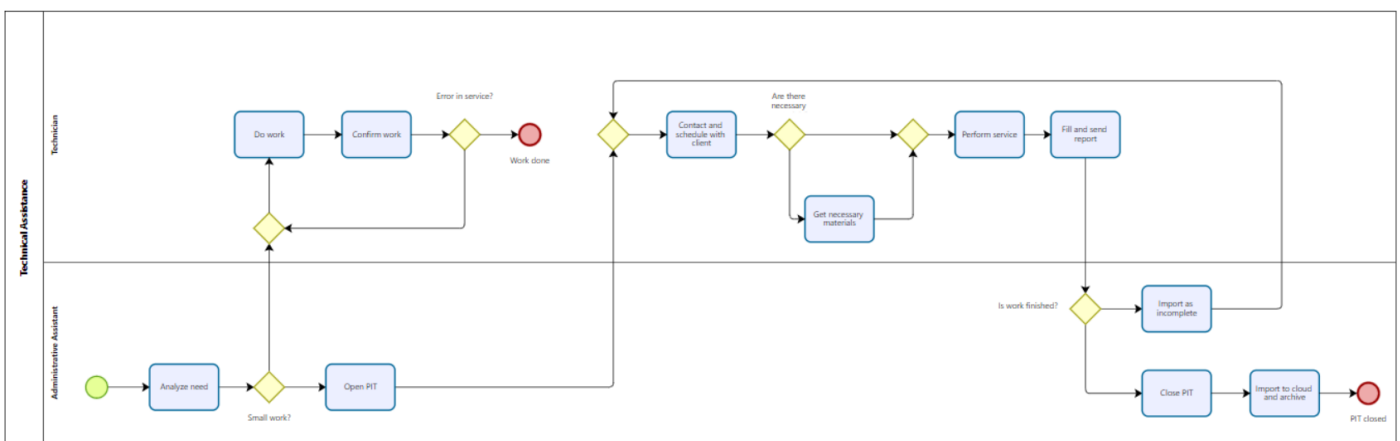 Technical Assistance
Technician
Error in service?
Do work
Confirm work
Work done
Contact and
schedule with
client
Are there
necessary
Get necessary
materials
Perform service
Fill and send
report
Administrative Assistant
Analyze need
Small work?
Open PIT
Is work finished?
Import as
incomplete
Close PIT
Import to cloud
and archive
PIT closed